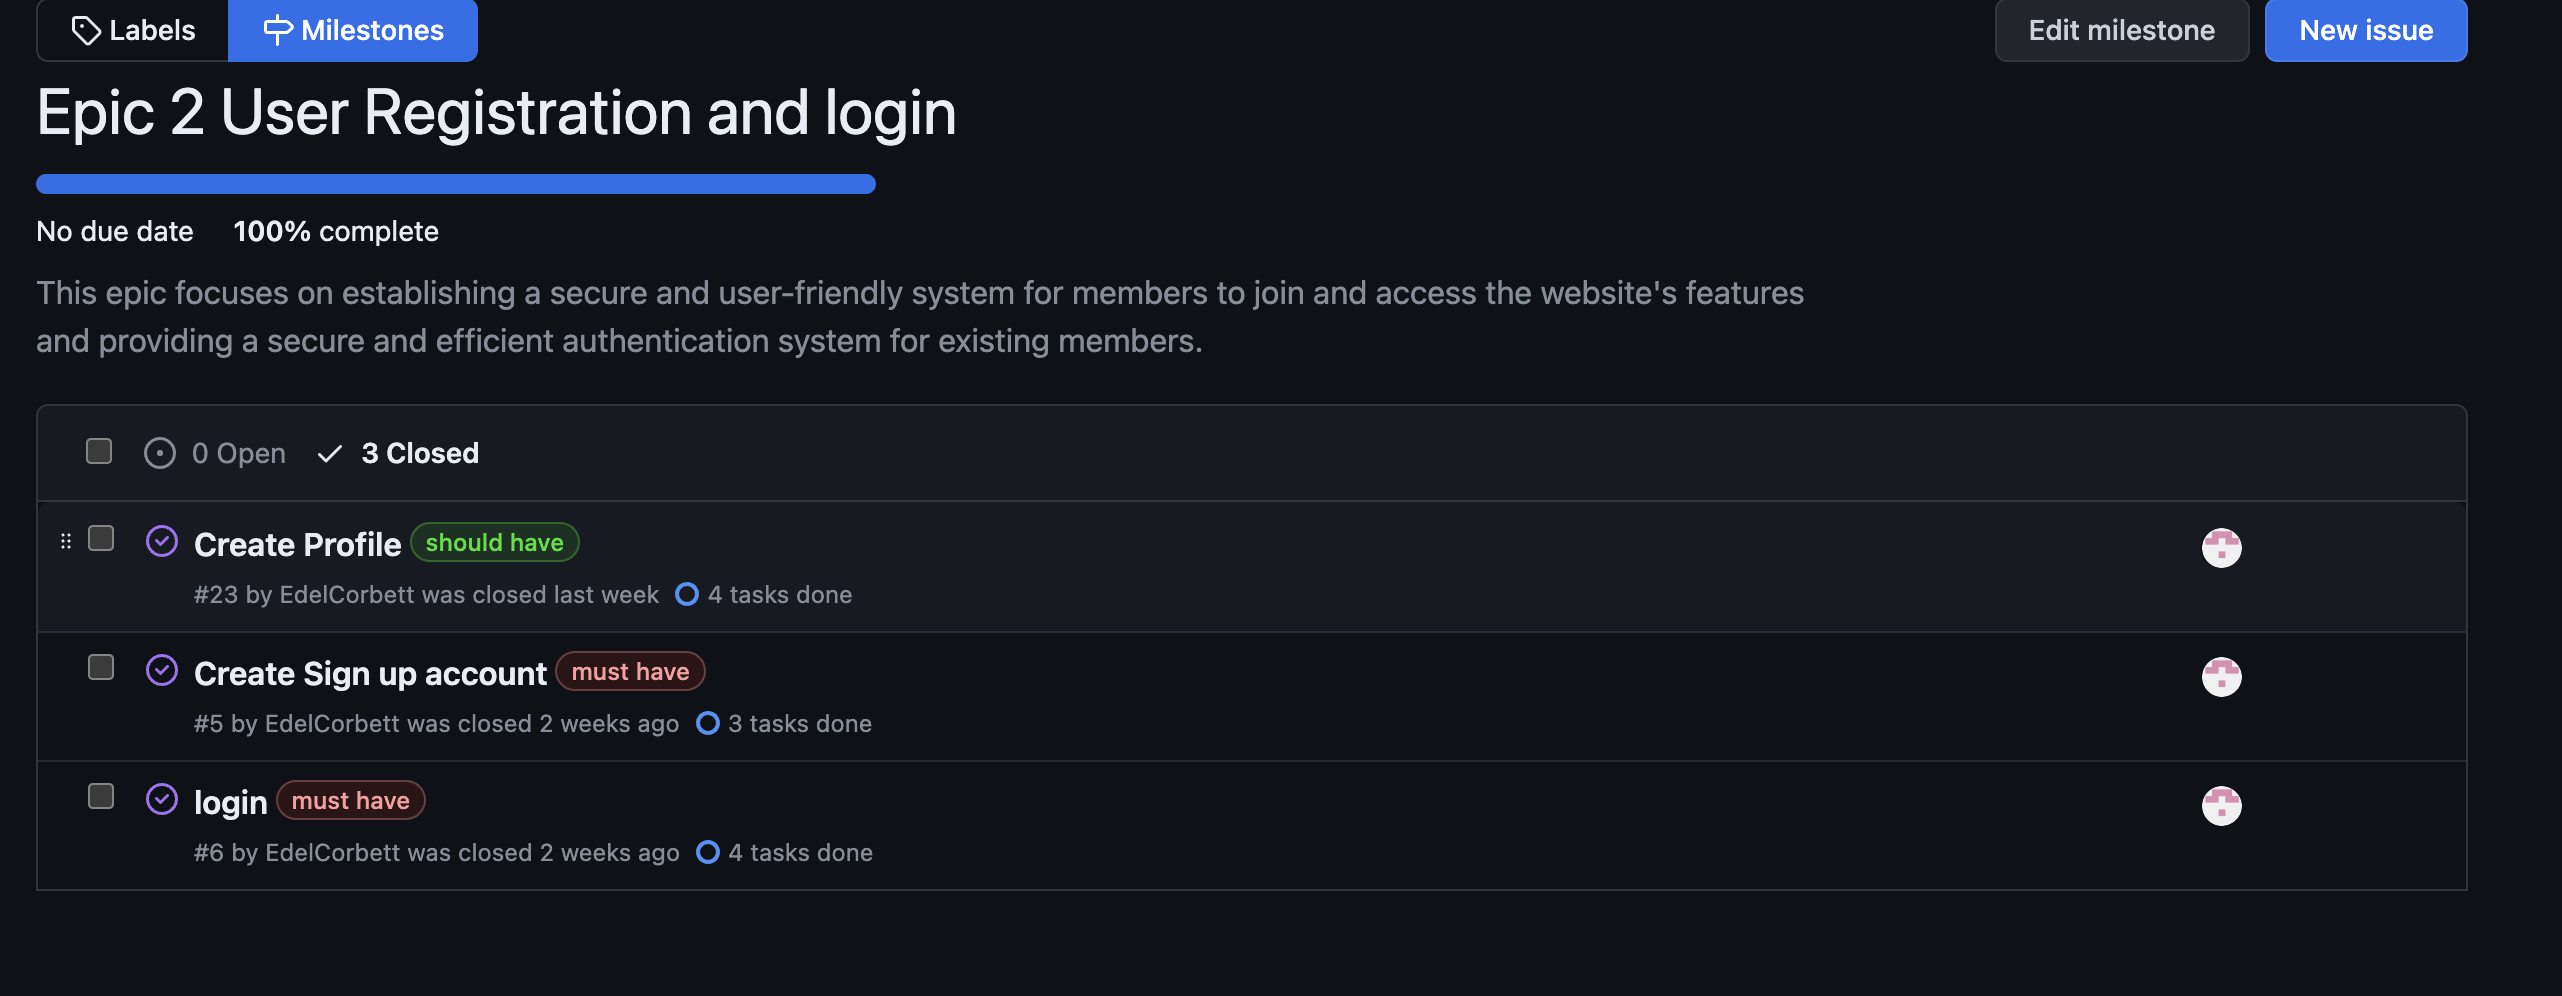 Labels Milestones Edit milestone New issue
Epic 2 User Registration and login
No due date 100% complete
This epic focuses on establishing a secure and user-friendly system for members to join and access the website's features
and providing a secure and efficient authentication system for existing members.
0 Open 3 Closed
Create Profile should have
#23 by EdelCorbett was closed last week 4 tasks done
Create Sign up account must have
#5 by EdelCorbett was closed 2 weeks ago 3 tasks done
login must have
#6 by EdelCorbett was closed 2 weeks ago 4 tasks done